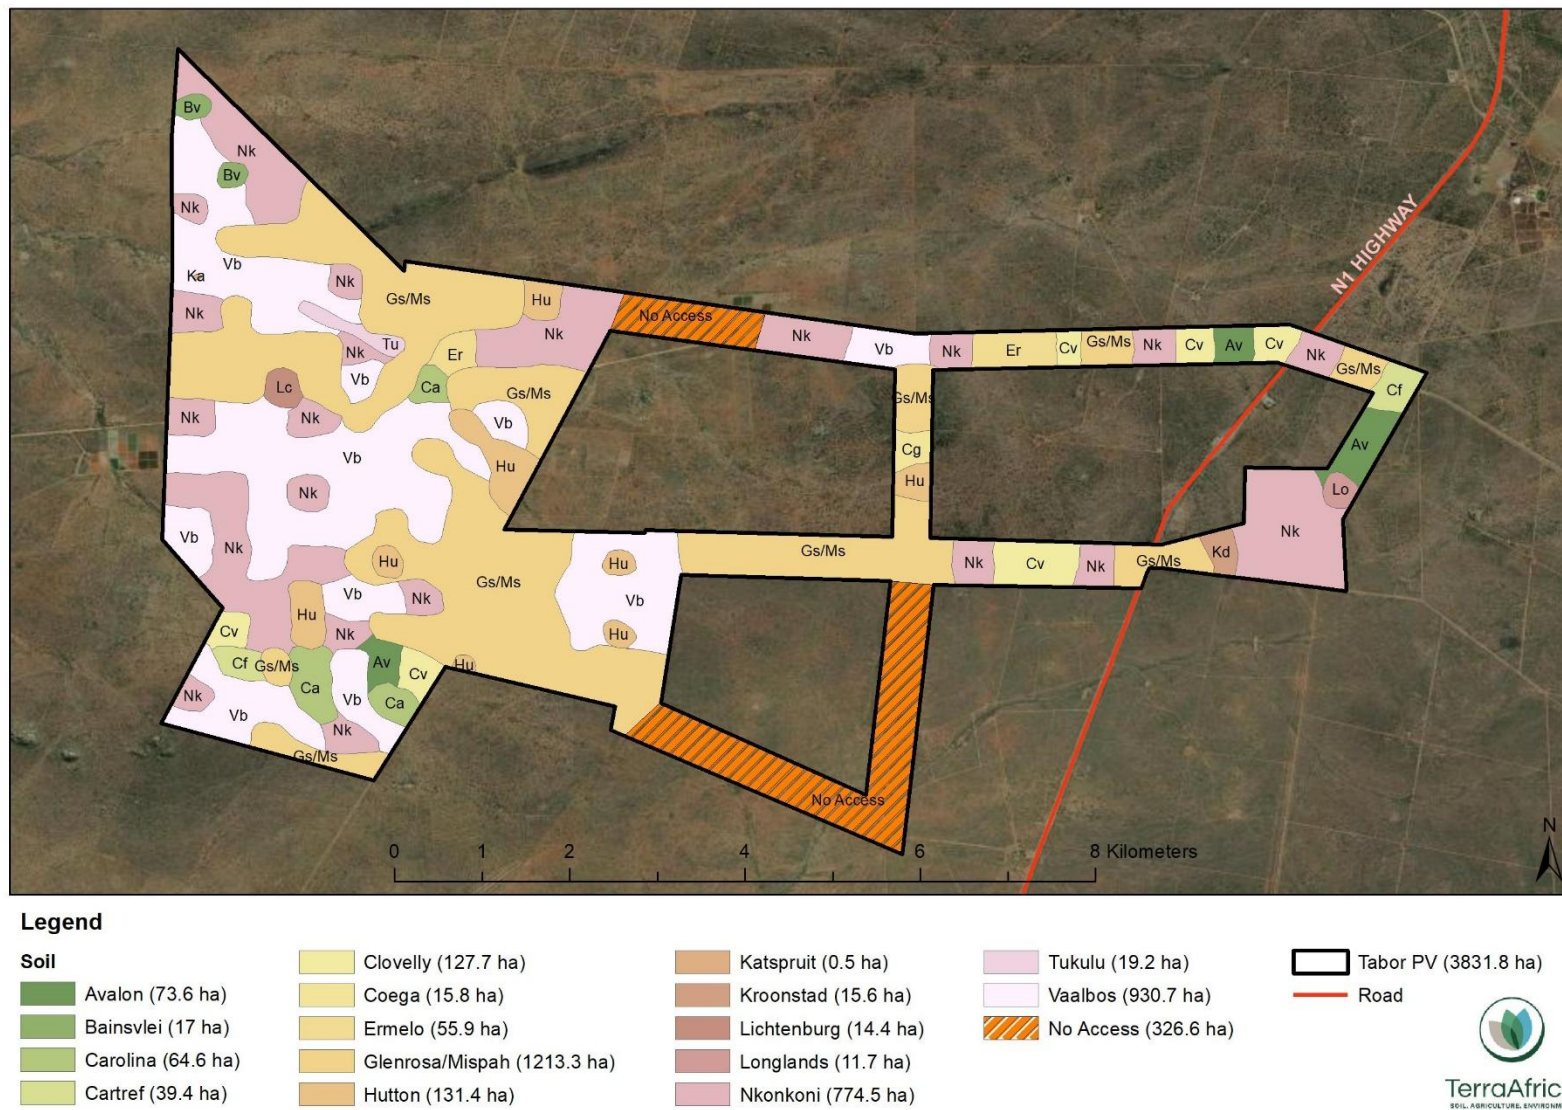 Bv
Nk
Bv
Nk
Vb
Ka
Nk
Nk
Gs/Ms
Hu
Nk
Tu
Nk
Er
Vb
Ca
Lc
Gs/Ms
Nk
Nk
Vb
Vb
Hu
Nk
Vb
Nk
Hu
Gs/Ms
Vb
Nk
Hu
Hu
Vb
Nk
Hu
Cv
Cf
Gs/Ms
Av
Cv
Hu
Ca
Vb
Ca
Nk
Vb
Nk
Gs/Ms
No Access
Nk
Vb
Nk
Er
Cv
Gs/Ms
Nk
Cv
Av
Cv
Nk
Gs/Ms
Cf
Av
Lo
Nk
Gs/Ms
Cg
Hu
Gs/Ms
Nk
Cv
Nk
Gs/Ms
Kd
No Access
N1 HIGHWAY
0 1 2 4 6 8 Kilometers
N
Legend
Soil
Avalon (73.6 ha)
Bainsvlei (17 ha)
Carolina (64.6 ha)
Cartref (39.4 ha)
Clovelly (127.7 ha)
Coega (15.8 ha)
Ermelo (55.9 ha)
Glenrosa/Mispah (1213.3 ha)
Hutton (131.4 ha)
Katspruit (0.5 ha)
Kroonstad (15.6 ha)
Lichtenburg (14.4 ha)
Longlands (11.7 ha)
Nkonkoni (774.5 ha)
Tukulu (19.2 ha)
Vaalbos (930.7 ha)
No Access (326.6 ha)
Tabor PV (3831.8 ha)
Road
TerraAfric
SOIL. AGRICULTURE. ENVIRONM